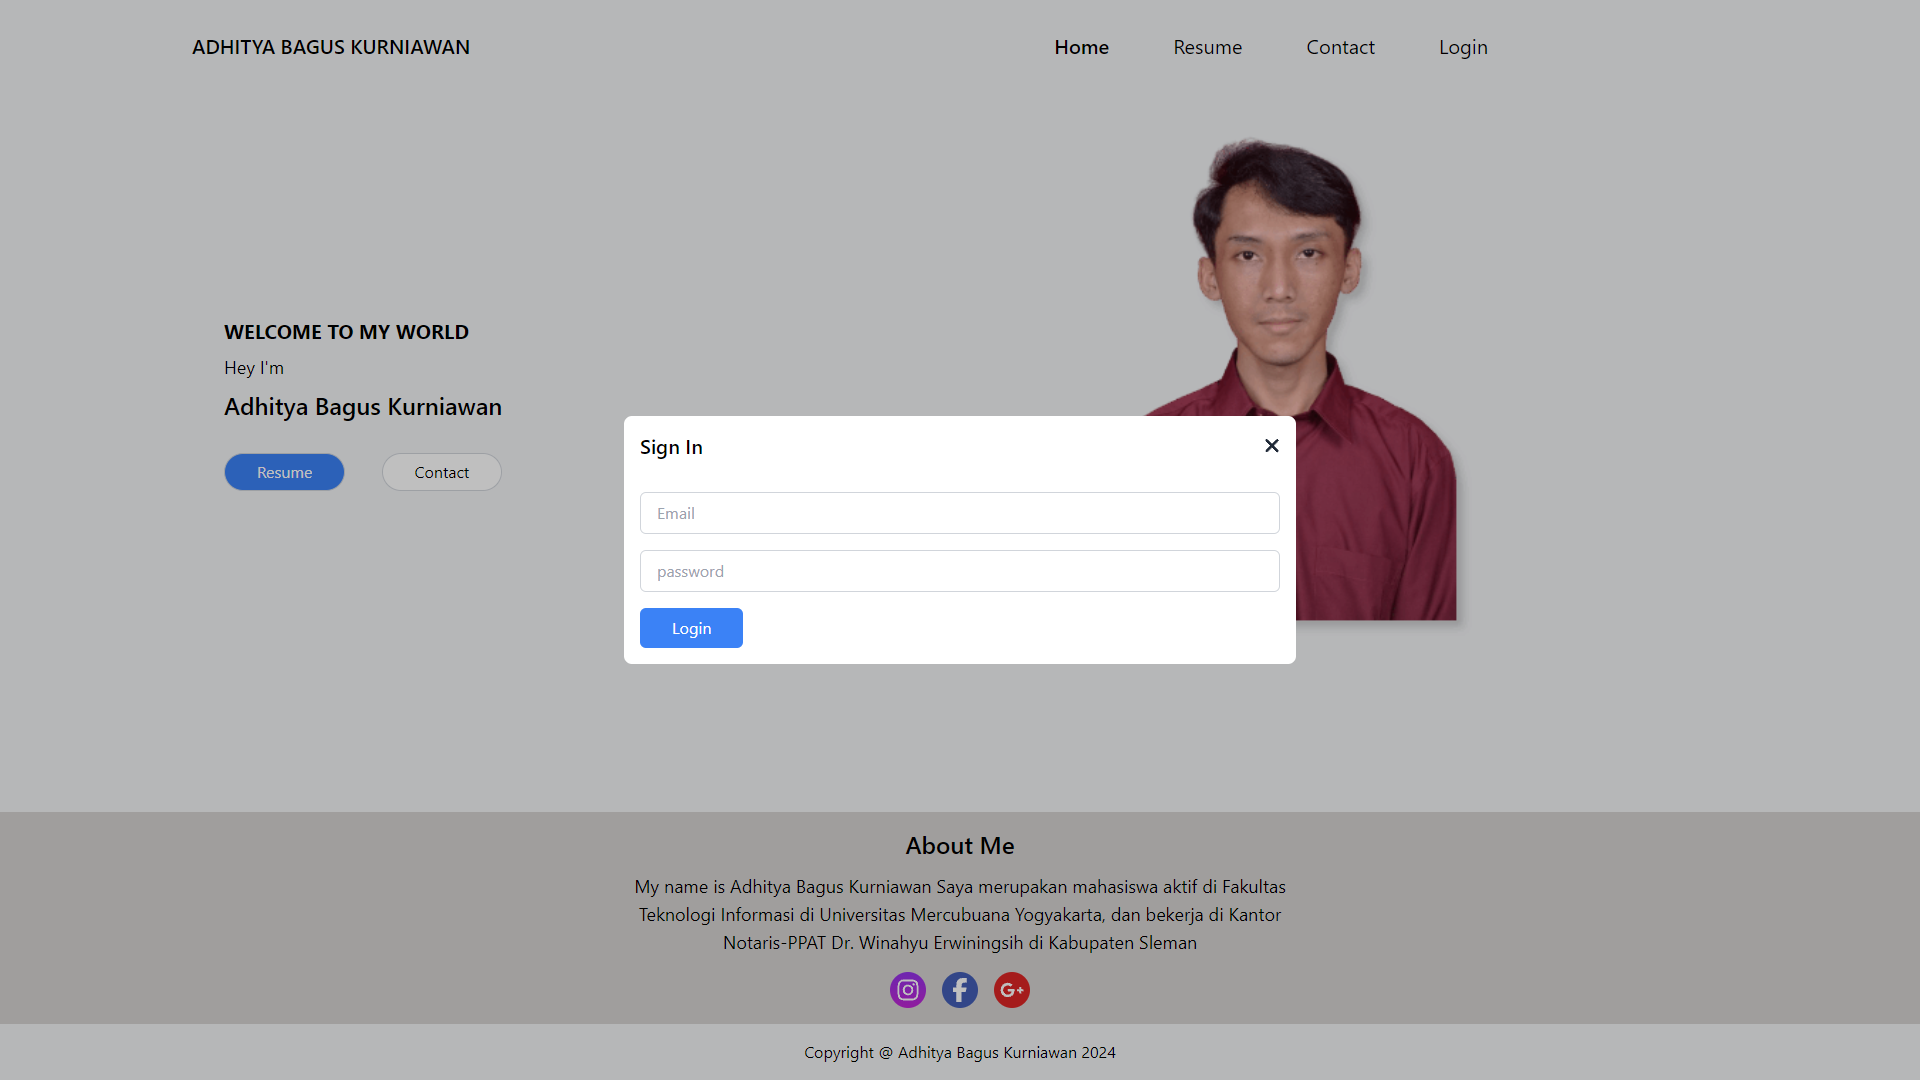 ADHITYA BAGUS KURNIAWAN
Home
Resume
Contact
Login
WELCOME TO MY WORLD
Hey I'm
Adhitya Bagus Kurniawan
Resume
Contact
Sign In
Email
password
Login
About Me
My name is Adhitya Bagus Kurniawan Saya merupakan mahasiswa aktif di Fakultas
Teknologi Informasi di Universitas Mercubuana Yogyakarta, dan bekerja di Kantor
Notaris-PPAT Dr. Winahyu Erwiningsih di Kabupaten Sleman
G+
Copyright @ Adhitya Bagus Kurniawan 2024